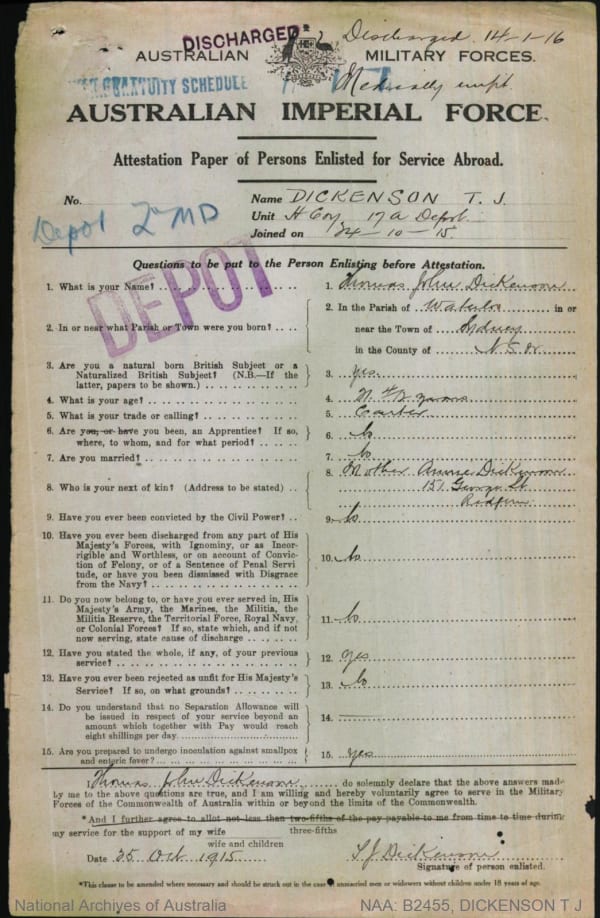 DISCHARGED Discharged 14-1-16
AUSTRALIAN MILITARY FORCES.
GRATUITY SCHEDULE Medically unfit.
AUSTRALIAN IMPERIAL FORCE.
Attestation Paper of Persons Enlisted for Service Abroad.
No. Name DICKENSON T. J.
Depot 2nd MD Unit H Coy 17 A Depot
Joined on 24-10-15.
Questions to be put to the Person Enlisting before Attestation.
DEPOT
1. What is your Name? 1. Thomas John Dickenson
2. In or near what Parish or Town were you born? 2. In the Parish of Waterloo in or
near the Town of Sydney
in the County of N.S.W.
3. Are you a natural born British Subject or a
Naturalized British Subject? (N.B.—If the
latter, papers to be shown.) 3. yes.
4. What is your age? 4. years
5. What is your trade or calling? 5. Carter
6. Are you, or have you been, an Apprentice? If so,
where, to whom, and for what period? 6. No
7. Are you married? 7. No
8. Who is your next of kin? (Address to be stated) 8. Mother Annie Dickenson
151 George St
Redfern
9. Have you ever been convicted by the Civil Power? 9. No
10. Have you ever been discharged from any part of His
Majesty's Forces, with Ignominy, or as Incor-
rigible and Worthless, or on account of Convic-
tion of Felony, or of a Sentence of Penal Servi
tude, or have you been dismissed with Disgrace
from the Navy? 10. No
11. Do you now belong to, or have you ever served in, His
Majesty's Army, the Marines, the Militia, the
Militia Reserve, the Territorial Force, Royal Navy,
or Colonial Forces? If so, state which, and if not
now serving, state cause of discharge 11. No
12. Have you stated the whole, if any, of your previous
service? 12. Yes
13. Have you ever been rejected as unfit for His Majesty's
Service? If so, on what grounds? 13. No
14. Do you understand that no Separation Allowance will
be issued in respect of your service beyond an
amount which together with Pay would reach
eight shillings per day. 14. —
15. Are you prepared to undergo inoculation against smallpox
and enteric fever? 15. Yes
I, Thomas John Dickenson do solemnly declare that the above answers made
by me to the above questions are true, and I am willing and hereby voluntarily agree to serve in the Military
Forces of the Commonwealth of Australia within or beyond the limits of the Commonwealth.
*And I further agree to allot not less than two-fifths of the pay payable to me from time to time during
my service for the support of my wife three-fifths
wife and children
Date 25 Oct 1915 T. J. Dickenson
Signature of person enlisted.
*This clause to be amended where necessary and should be struck out in the case of unmarried men or widowers without children under 18 years of age.
National Archives of Australia NAA: B2455, DICKENSON T J